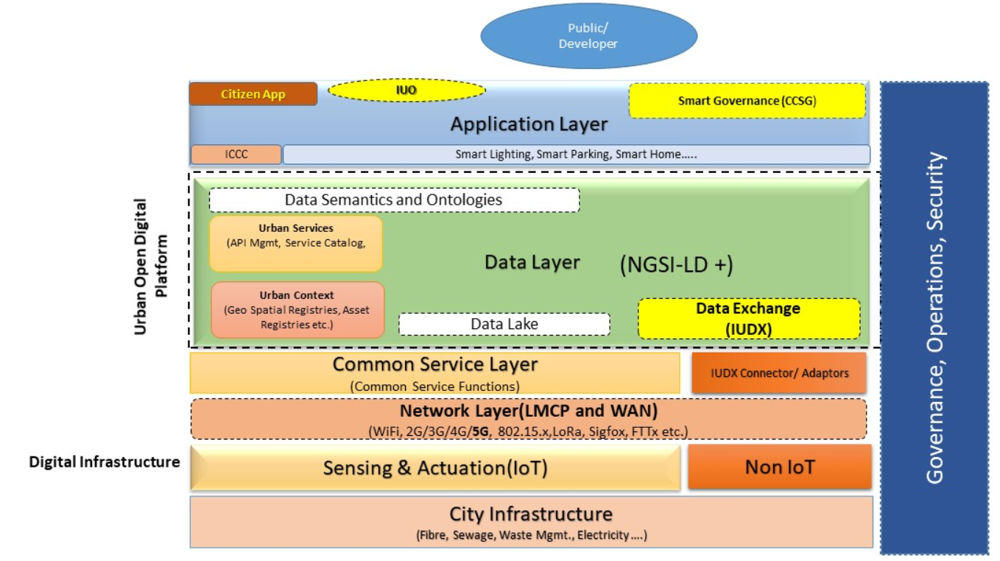 Public/
Developer
Citizen App
IUO
Smart Governance (CCSG)
Application Layer
ICCC
Smart Lighting, Smart Parking, Smart Home.....
Urban Open Digital
Platform
Data Semantics and Ontologies
Urban Services
(API Mgmt, Service Catalog,
Data Layer (NGSI-LD +)
Urban Context
(Geo Spatial Registries, Asset
Registries etc.)
Data Lake
Data Exchange
(IUDX)
Common Service Layer
(Common Service Functions)
IUDX Connector/ Adaptors
Network Layer(LMCP and WAN)
(WiFi, 2G/3G/4G/5G, 802.15.x,LoRa, Sigfox, FTTx etc.)
Digital Infrastructure
Sensing & Actuation(IoT)
Non IoT
City Infrastructure
(Fibre, Sewage, Waste Mgmt., Electricity....)
Governance, Operations, Security